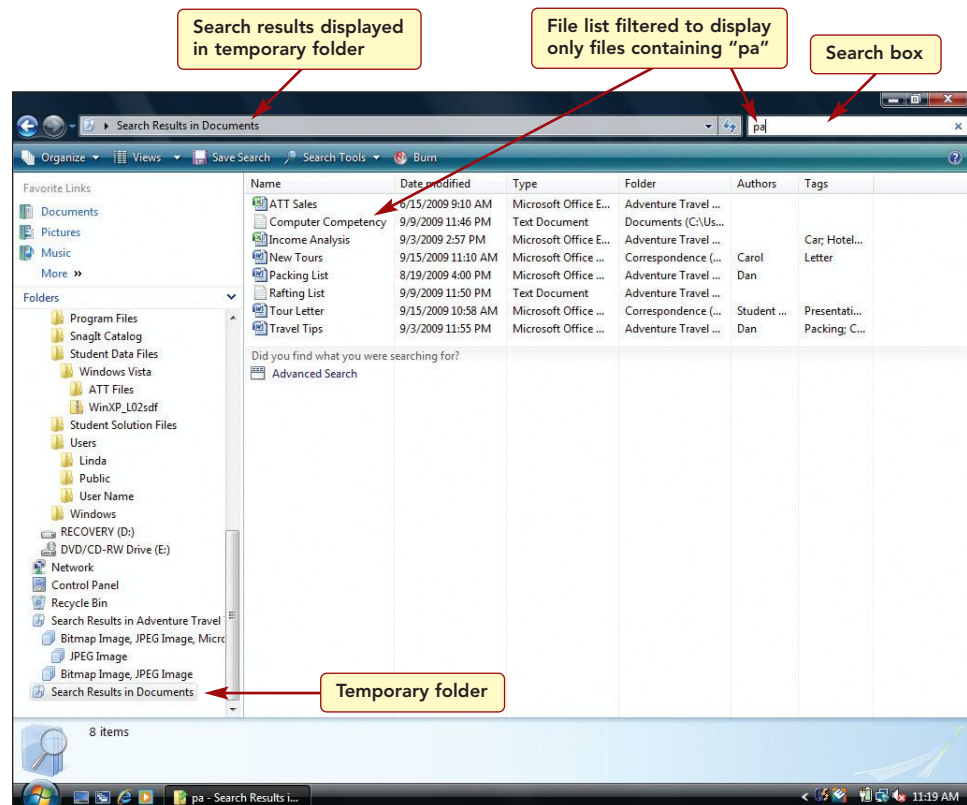 Search results displayed
in temporary folder
File list filtered to display
only files containing “pa”
Search box
Search Results in Documents
pa
Organize Views Save Search Search Tools Burn
Favorite Links
Documents
Pictures
Music
More »
Folders
Program Files
SnagIt Catalog
Student Data Files
Windows Vista
ATT Files
WinXP_L02sdf
Student Solution Files
Users
Linda
Public
User Name
Windows
RECOVERY (D:)
DVD/CD-RW Drive (E:)
Network
Control Panel
Recycle Bin
Search Results in Adventure Travel
Bitmap Image, JPEG Image, Micro
JPEG Image
Bitmap Image, JPEG Image
Search Results in Documents
Name Date modified Type Folder Authors Tags
ATT Sales 6/15/2009 9:10 AM Microsoft Office E... Adventure Travel ...
Computer Competency 9/9/2009 11:46 PM Text Document Documents (C:\Us...
Income Analysis 9/3/2009 2:57 PM Microsoft Office E... Adventure Travel ... Car; Hotel...
New Tours 9/15/2009 11:10 AM Microsoft Office ... Correspondence (... Carol Letter
Packing List 8/19/2009 4:00 PM Microsoft Office ... Adventure Travel ... Dan
Rafting List 9/9/2009 11:50 PM Text Document Adventure Travel ...
Tour Letter 9/15/2009 10:58 AM Microsoft Office ... Correspondence (... Student ... Presentati...
Travel Tips 9/3/2009 11:55 PM Microsoft Office ... Adventure Travel ... Dan Packing; C...
Did you find what you were searching for?
Advanced Search
Temporary folder
8 items
pa - Search Results i...
11:19 AM